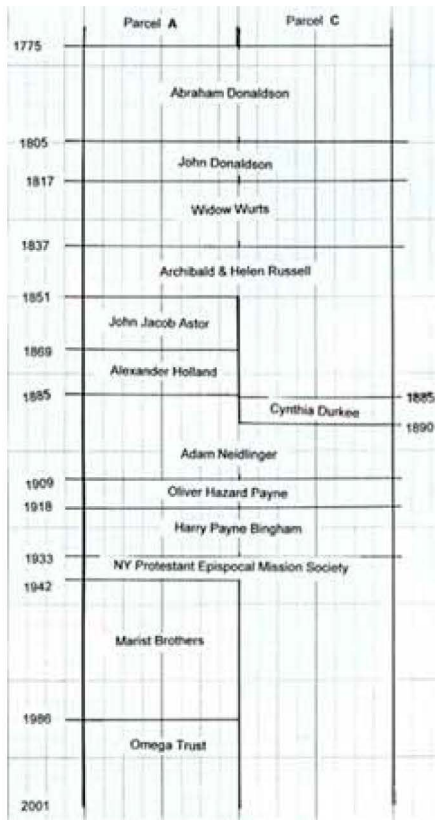 Parcel A Parcel C
1775
Abraham Donaldson
1805
John Donaldson
1817
Widow Wurts
1837
Archibald & Helen Russell
1851
John Jacob Astor
1869
Alexander Holland
1885 1885
Cynthia Durkee
1890
Adam Neidlinger
1909
Oliver Hazard Payne
1918
Harry Payne Bingham
1933
NY Protestant Epispocal Mission Society
1942
Marist Brothers
1986
Omega Trust
2001